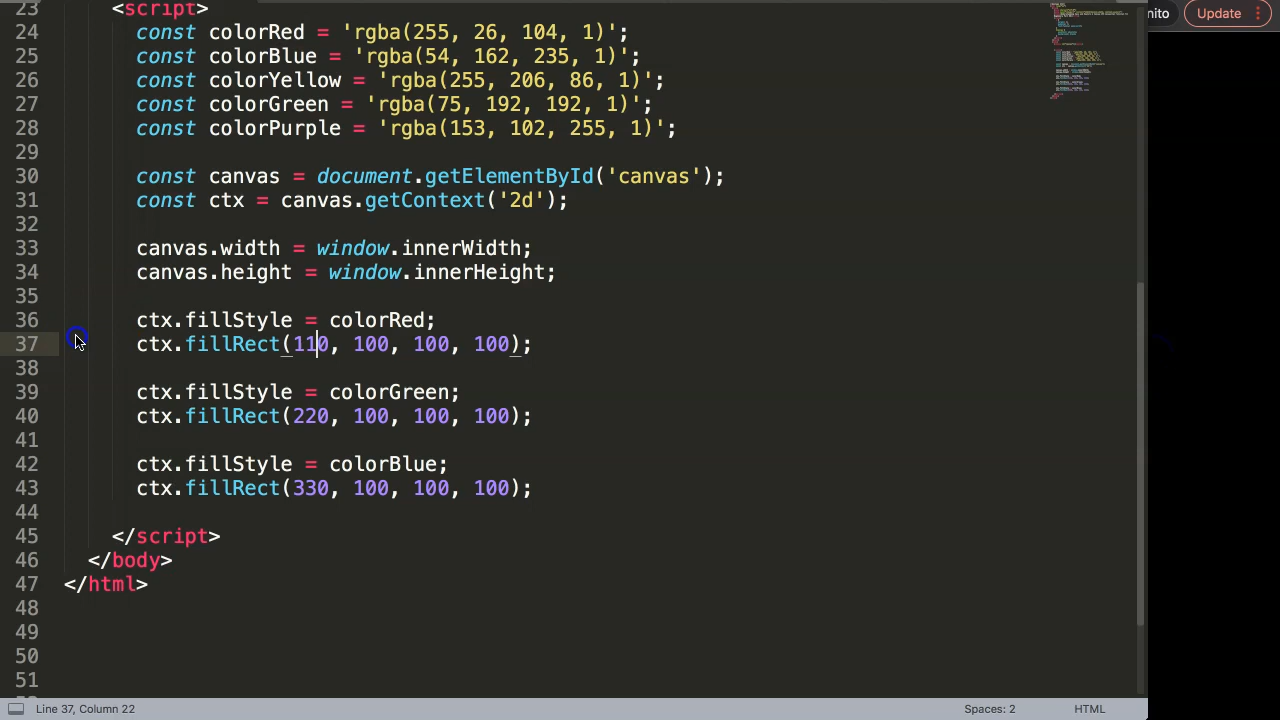 nito
Update
23 <script>
24 const colorRed = 'rgba(255, 26, 104, 1)';
25 const colorBlue = 'rgba(54, 162, 235, 1)';
26 const colorYellow = 'rgba(255, 206, 86, 1)';
27 const colorGreen = 'rgba(75, 192, 192, 1)';
28 const colorPurple = 'rgba(153, 102, 255, 1)';
29
30 const canvas = document.getElementById('canvas');
31 const ctx = canvas.getContext('2d');
32
33 canvas.width = window.innerWidth;
34 canvas.height = window.innerHeight;
35
36 ctx.fillStyle = colorRed;
37 ctx.fillRect(110, 100, 100, 100);
38
39 ctx.fillStyle = colorGreen;
40 ctx.fillRect(220, 100, 100, 100);
41
42 ctx.fillStyle = colorBlue;
43 ctx.fillRect(330, 100, 100, 100);
44
45 </script>
46 </body>
47 </html>
48
49
50
51
Line 37, Column 22
Spaces: 2
HTML